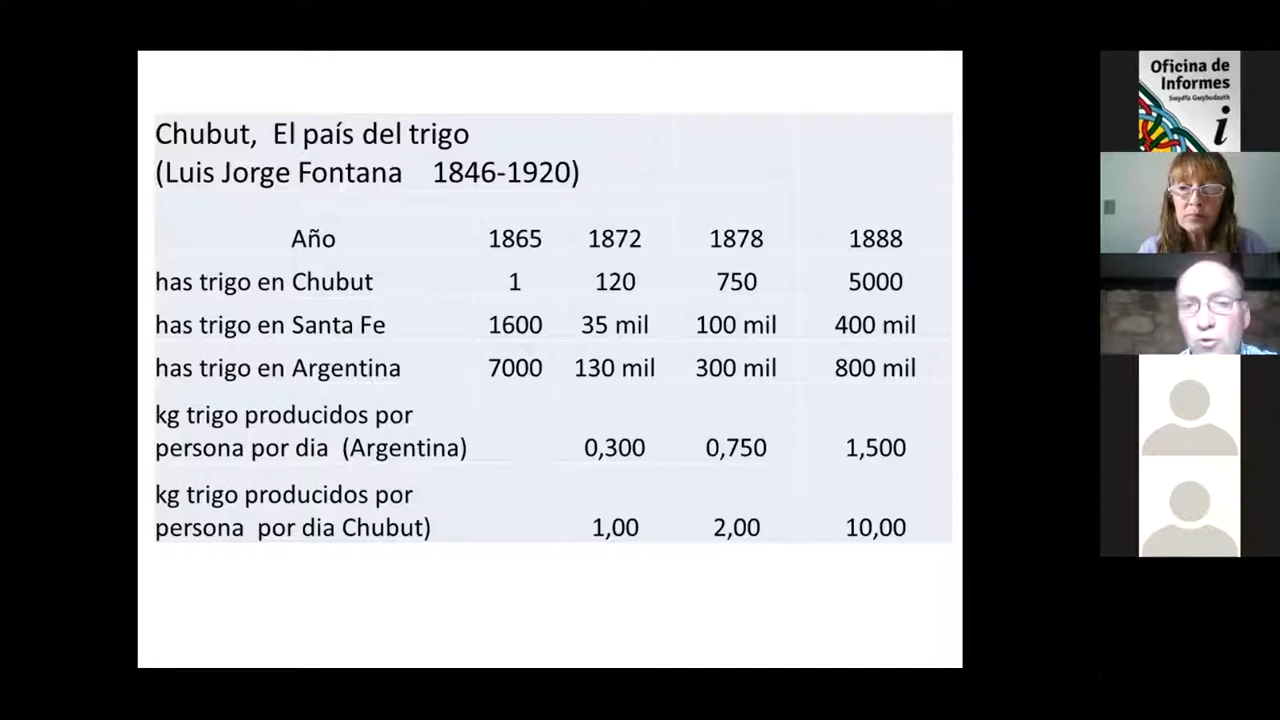 Chubut, El país del trigo
(Luis Jorge Fontana 1846-1920)
Año 1865 1872 1878 1888
has trigo en Chubut 1 120 750 5000
has trigo en Santa Fe 1600 35 mil 100 mil 400 mil
has trigo en Argentina 7000 130 mil 300 mil 800 mil
kg trigo producidos por
persona por dia (Argentina) 0,300 0,750 1,500
kg trigo producidos por
persona por dia Chubut) 1,00 2,00 10,00
Oficina de
Informes
Swyddfa Gwybodaeth
i